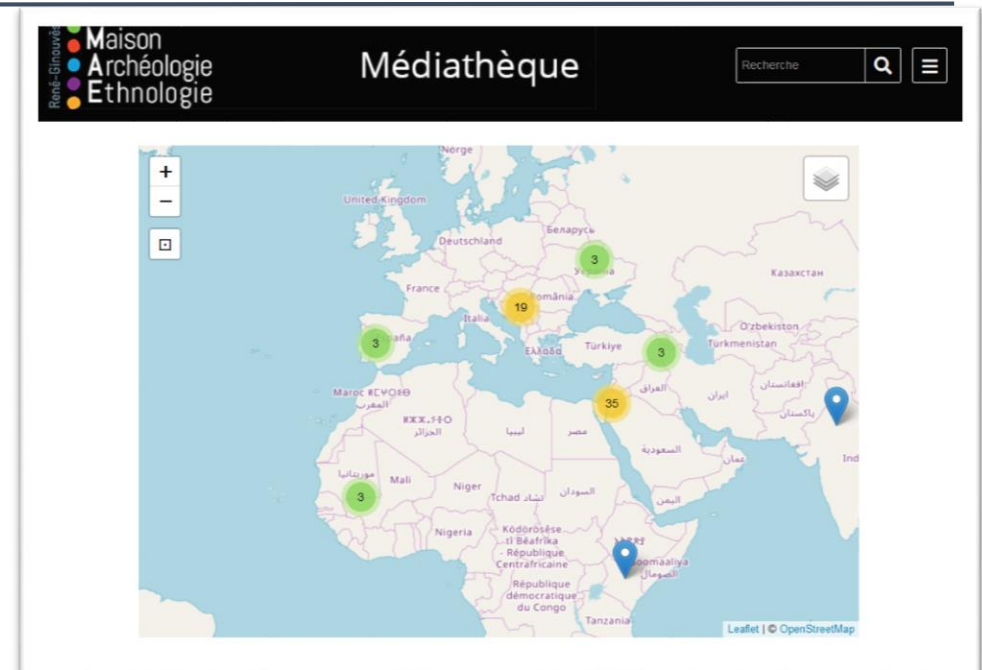 René-Ginouvès
Maison
Archéologie
Ethnologie
Médiathèque
Recherche
+
−
Norge
United Kingdom
Беларусь
Deutschland
3
Казахстан
France
19
România
Italia
O'zbekiston
3
Türkiye
3
Türkmenistan
Ελλάδα
العراق
ایران
افغانستان
پاکستان
35
Maroc ⵍⵎⵖⵔⵉⴱ
المغرب
الجزائر
ليبيا
مصر
السعودية
عمان
Ind
موريتانيا
Mali
Niger
Tchad تشاد
السودان
اليمن
3
Nigeria
Ködörösêse
tî Bêafrîka
- République
Centrafricaine
Soomaaliya
الصومال
République
démocratique
du Congo
Tanzania
Leaflet | © OpenStreetMap